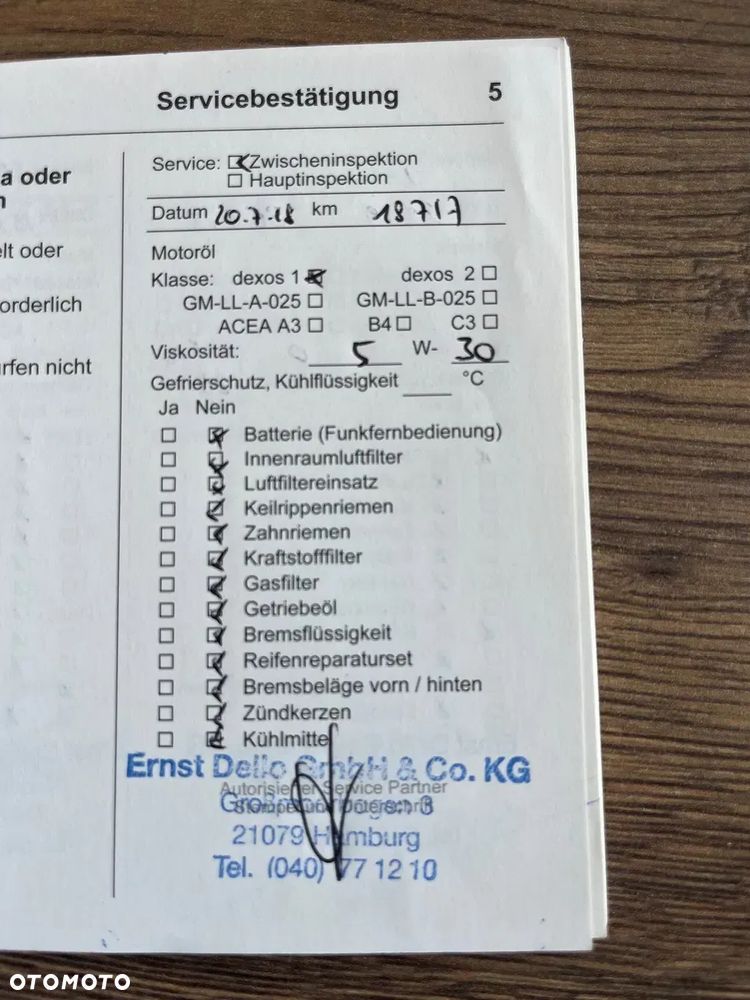 Servicebestätigung 5
a oder
elt oder
orderlich
rfen nicht
Service: Zwischeninspektion
Hauptinspektion
Datum 20.7.18 km 18717
Motoröl
Klasse: dexos 1 dexos 2
GM-LL-A-025 GM-LL-B-025
ACEA A3 B4 C3
Viskosität: 5 W- 30
Gefrierschutz, Kühlflüssigkeit °C
Ja Nein
Batterie (Funkfernbedienung)
Innenraumluftfilter
Luftfiltereinsatz
Keilrippenriemen
Zahnriemen
Kraftstofffilter
Gasfilter
Getriebeöl
Bremsflüssigkeit
Reifenreparaturset
Bremsbeläge vorn / hinten
Zündkerzen
Kühlmittel
Ernst Dello GmbH & Co. KG
Autorisierter Service Partner
21079 Hamburg
Tel. (040) 77 12 10
OTOMOTO